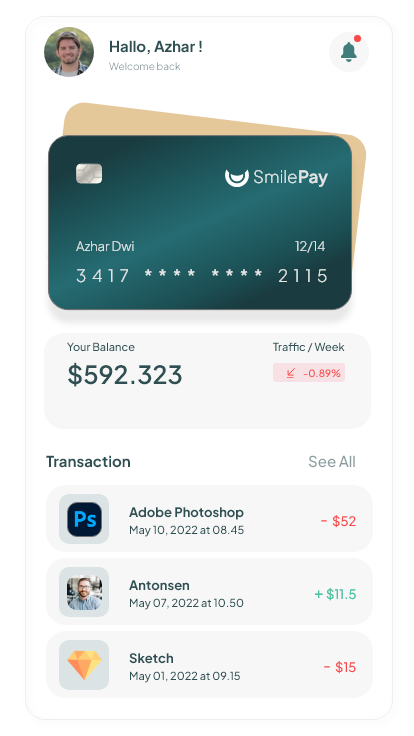 Hallo, Azhar !
Welcome back
SmilePay
Azhar Dwi 12/14
3417 **** **** 2115
Your Balance Traffic / Week
$592.323 -0.89%
Transaction See All
Ps
Adobe Photoshop
May 10, 2022 at 08.45
- $52
Antonsen
May 07, 2022 at 10.50
+ $11.5
Sketch
May 01, 2022 at 09.15
- $15